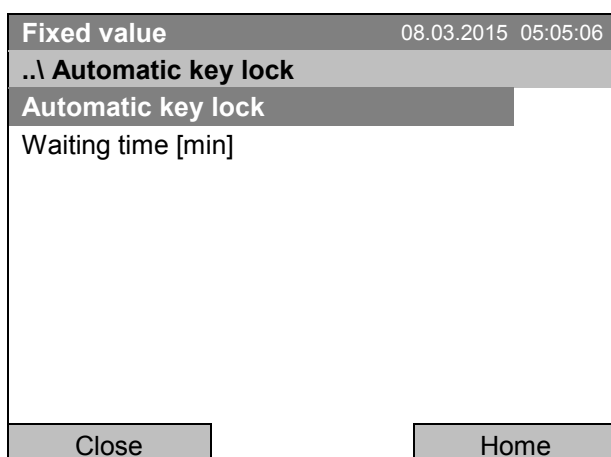 Fixed value 08.03.2015 05:05:06
..\ Automatic key lock
Automatic key lock
Waiting time [min]
Close Home